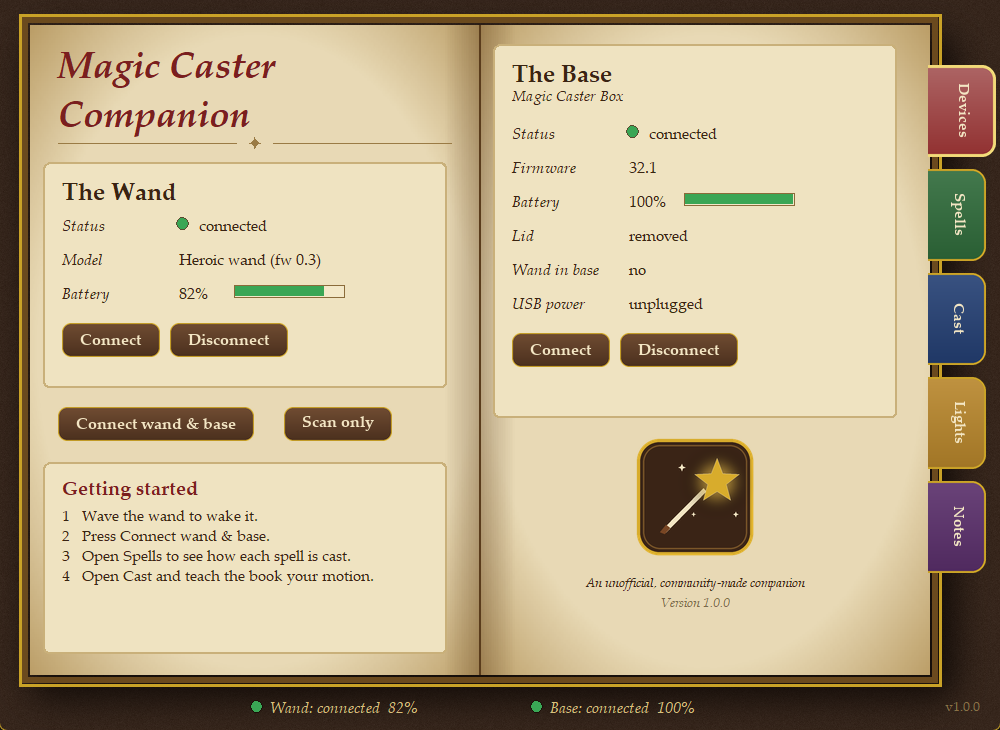 Magic Caster
Companion
The Wand
Status connected
Model Heroic wand (fw 0.3)
Battery 82%
Connect Disconnect
Connect wand & base Scan only
Getting started
1 Wave the wand to wake it.
2 Press Connect wand & base.
3 Open Spells to see how each spell is cast.
4 Open Cast and teach the book your motion.
The Base
Magic Caster Box
Status connected
Firmware 32.1
Battery 100%
Lid removed
Wand in base no
USB power unplugged
Connect Disconnect
An unofficial, community-made companion
Version 1.0.0
Devices
Spells
Cast
Lights
Notes
Wand: connected 82% Base: connected 100% v1.0.0